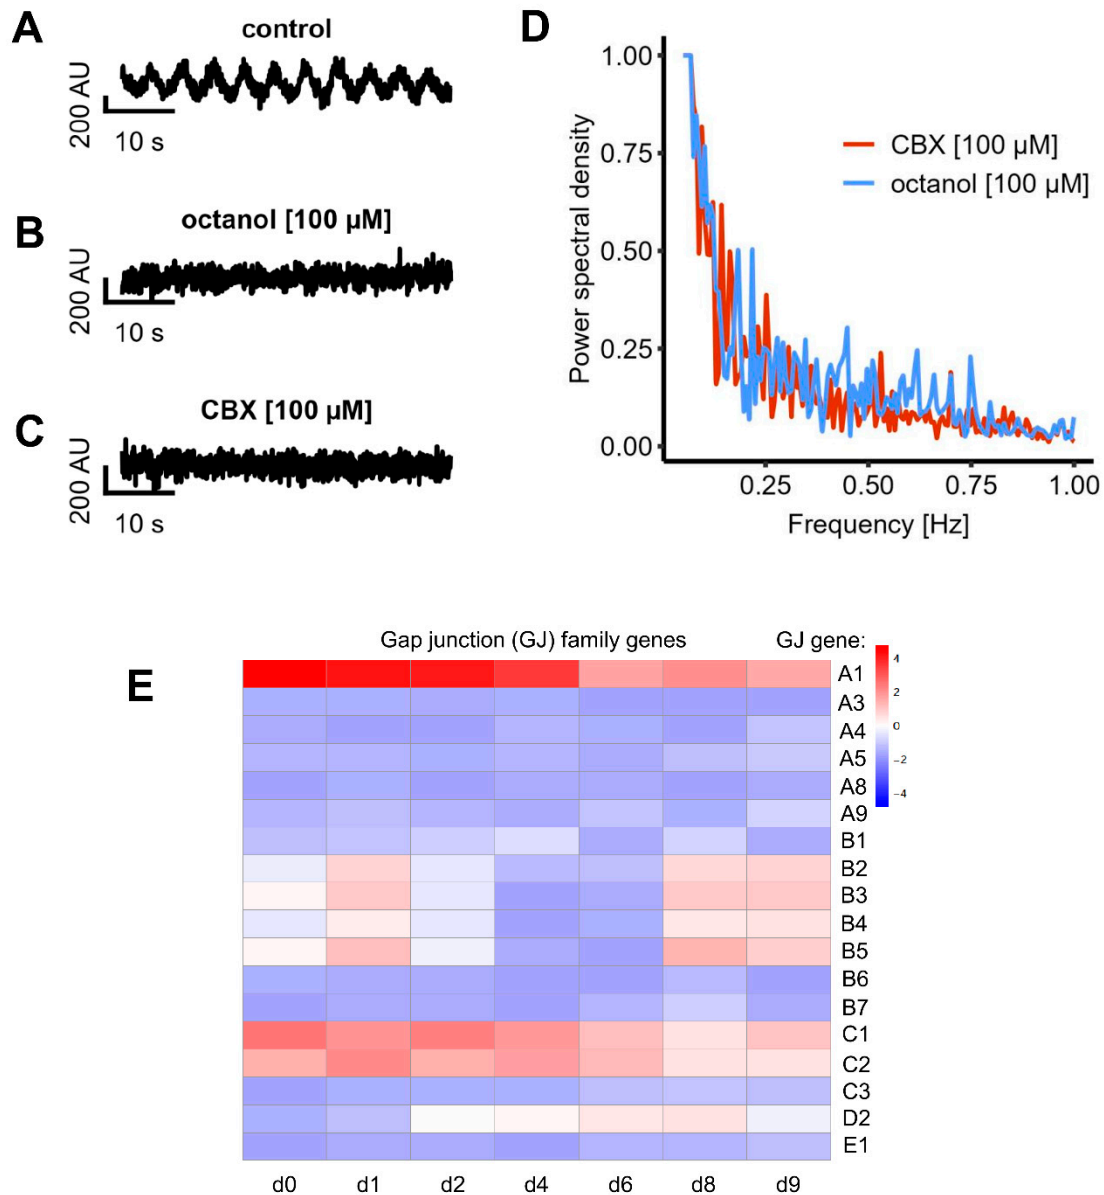 A
control
200 AU
10 s
B
octanol [100 µM]
200 AU
10 s
C
CBX [100 µM]
200 AU
10 s
D
1.00
0.75
0.50
0.25
0.00
Power spectral density
CBX [100 µM]
octanol [100 µM]
0.25 0.50 0.75 1.00
Frequency [Hz]
E
Gap junction (GJ) family genes
GJ gene:
A1
A3
A4
A5
A8
A9
B1
B2
B3
B4
B5
B6
B7
C1
C2
C3
D2
E1
4
2
0
−2
−4
d0 d1 d2 d4 d6 d8 d9